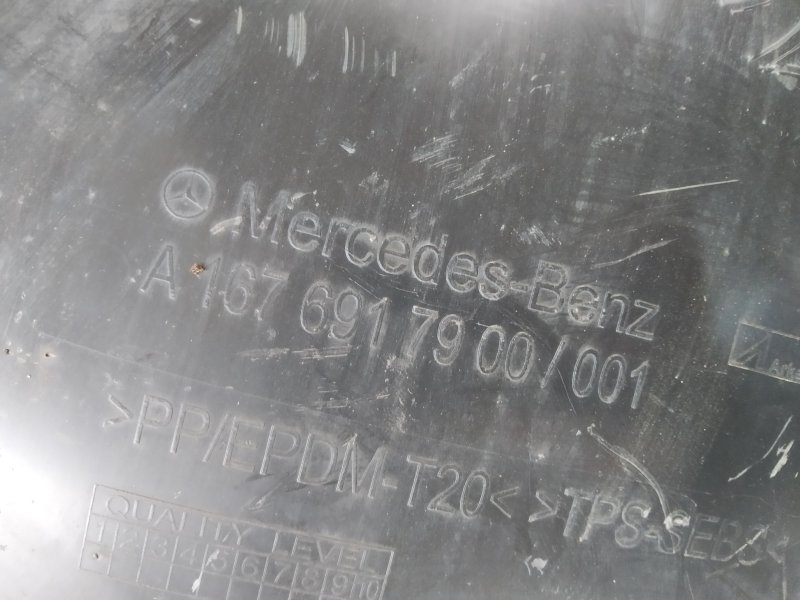 Mercedes-Benz
A 167 691 79 00 / 001
>PP/EPDM-T20< >TPS-SEBS<
QUALITY LEVEL
1 2 3 4 5 6 7 8 9 10